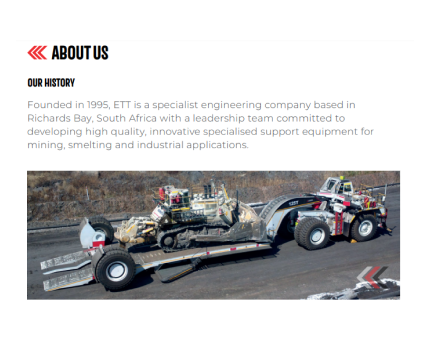 ABOUT US
OUR HISTORY
Founded in 1995, ETT is a specialist engineering company based in
Richards Bay, South Africa with a leadership team committed to
developing high quality, innovative specialised support equipment for
mining, smelting and industrial applications.